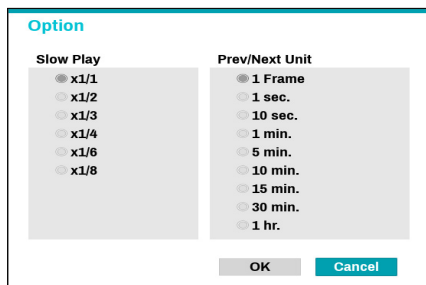 Option
Slow Play
x1/1
x1/2
x1/3
x1/4
x1/6
x1/8
Prev/Next Unit
1 Frame
1 sec.
10 sec.
1 min.
5 min.
10 min.
15 min.
30 min.
1 hr.
OK
Cancel